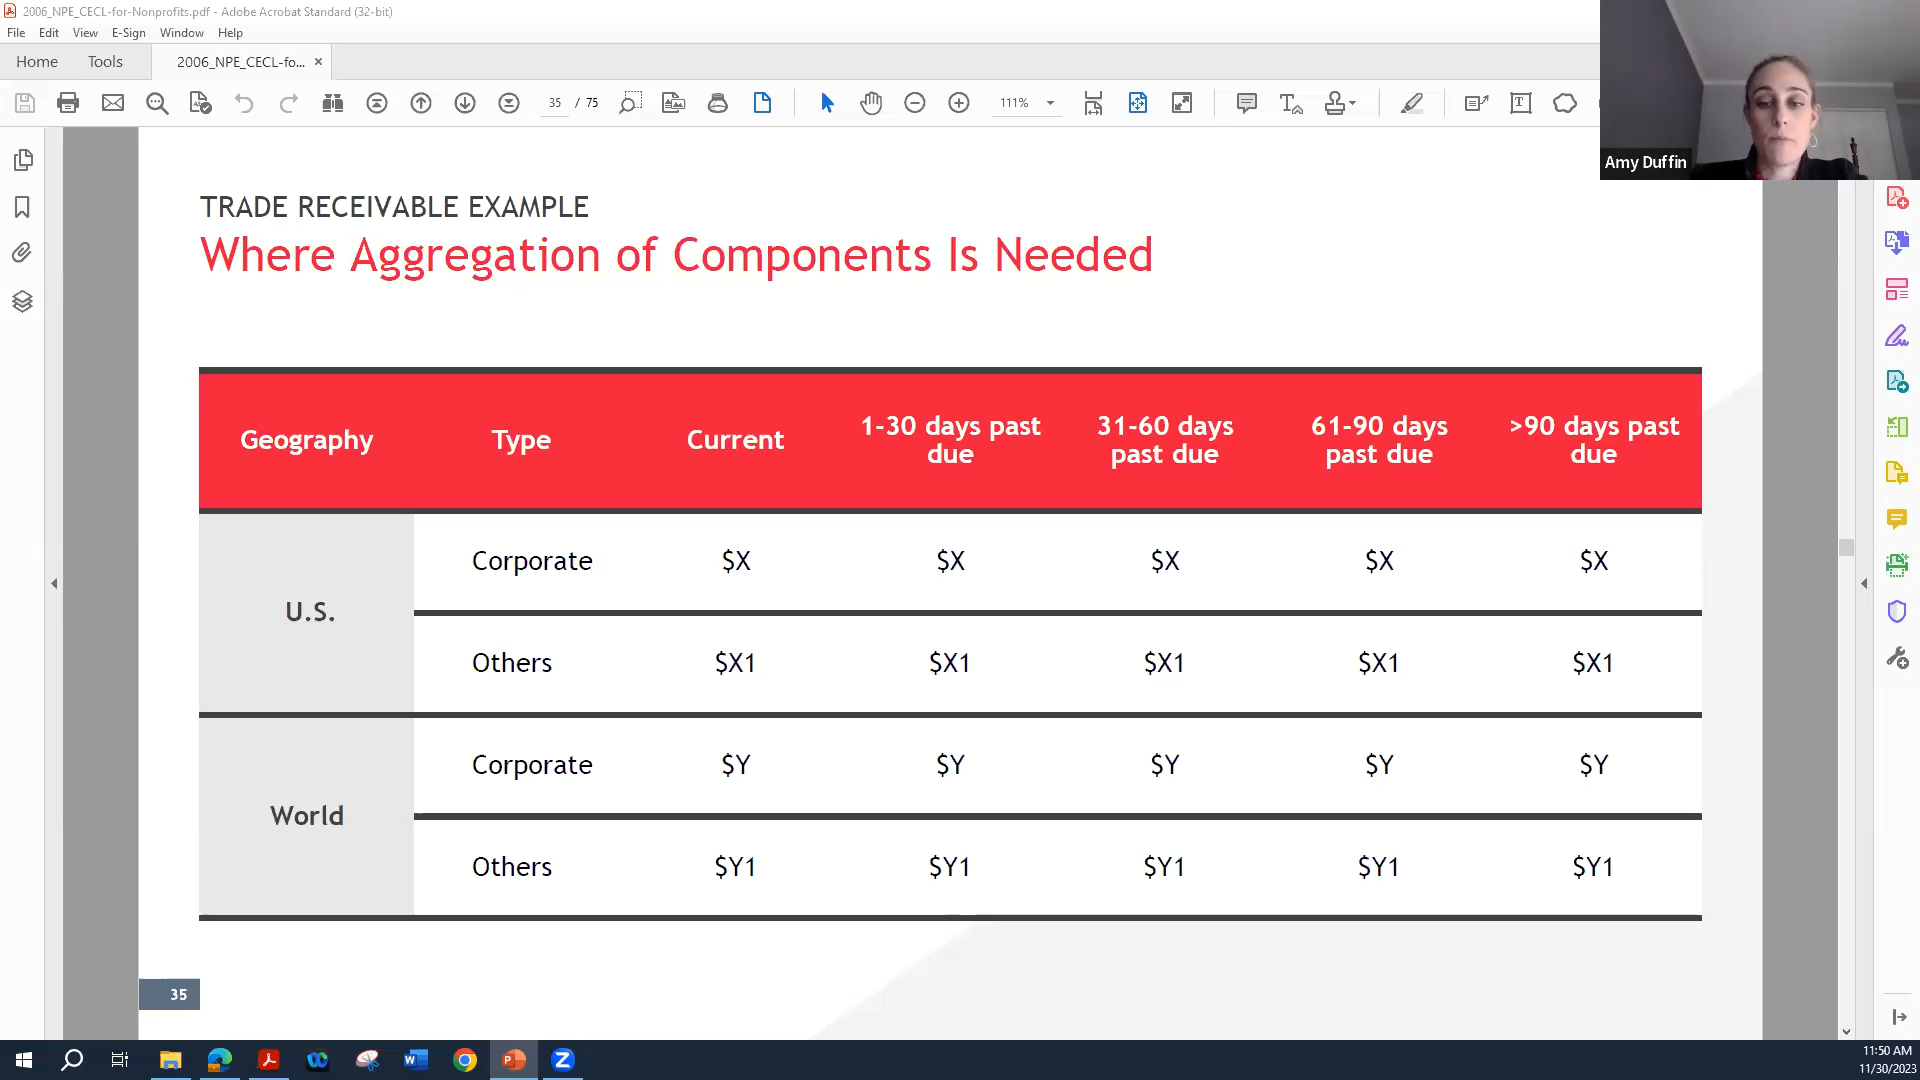 2006_NPE_CECL-for-Nonprofits.pdf - Adobe Acrobat Standard (32-bit)
File Edit View E-Sign Window Help
Home Tools 2006_NPE_CECL-fo... ×
35 / 75 111%
Amy Duffin
TRADE RECEIVABLE EXAMPLE
Where Aggregation of Components Is Needed
Geography Type Current 1-30 days past due 31-60 days past due 61-90 days past due >90 days past due
U.S.
Corporate $X $X $X $X $X
Others $X1 $X1 $X1 $X1 $X1
World
Corporate $Y $Y $Y $Y $Y
Others $Y1 $Y1 $Y1 $Y1 $Y1
35
11:50 AM
11/30/2023